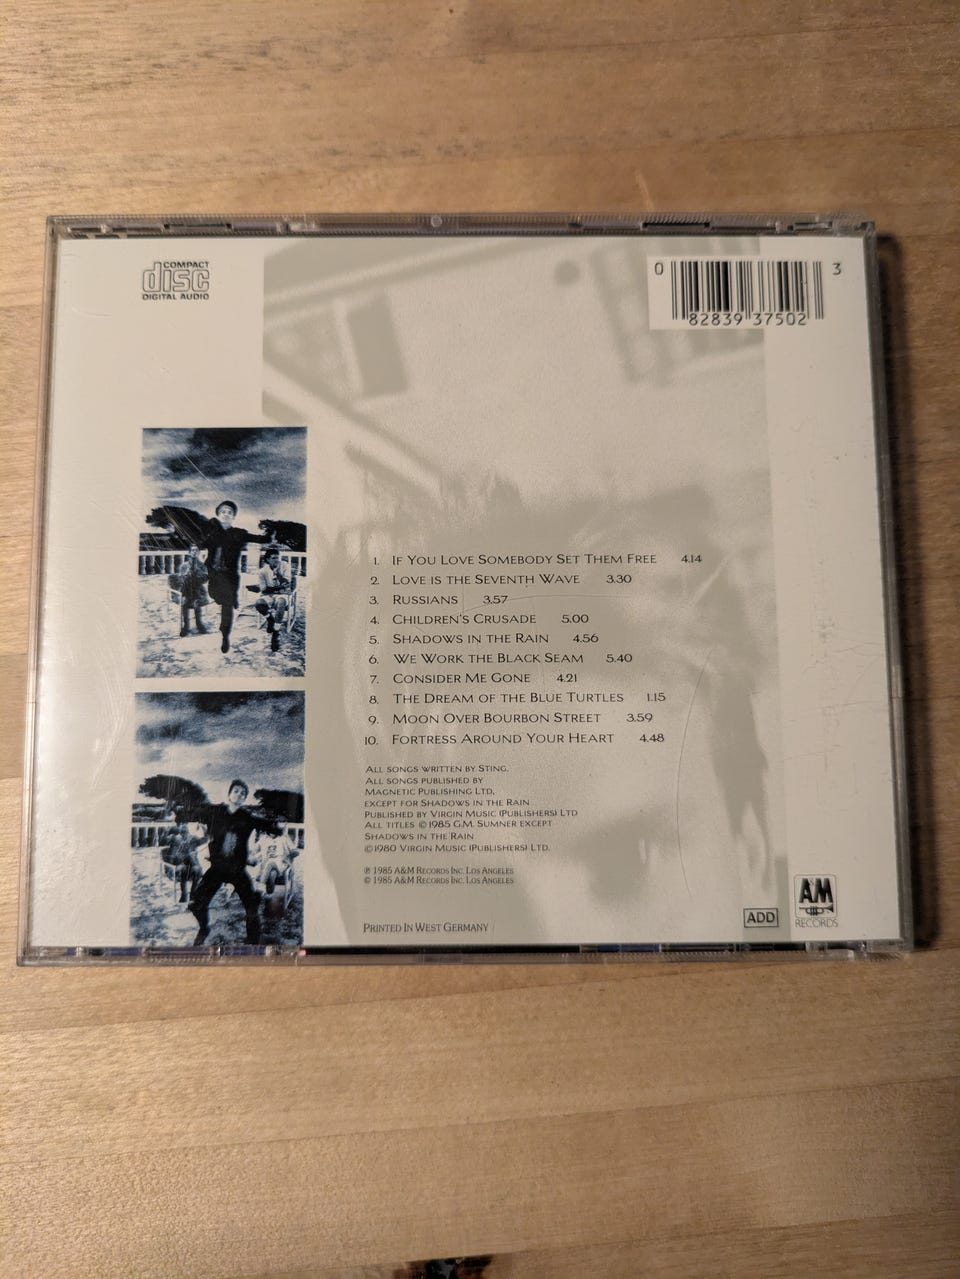 COMPACT
disc
DIGITAL AUDIO
0 82839 37502 3
1. If You Love Somebody Set Them Free 4.14
2. Love is the Seventh Wave 3.30
3. Russians 3.57
4. Children's Crusade 5.00
5. Shadows in the Rain 4.56
6. We Work the Black Seam 5.40
7. Consider Me Gone 4.21
8. The Dream of the Blue Turtles 1.15
9. Moon Over Bourbon Street 3.59
10. Fortress Around Your Heart 4.48
All songs written by Sting.
All songs published by
Magnetic Publishing Ltd,
except for Shadows in the Rain
Published by Virgin Music (Publishers) Ltd
All titles © 1985 G.M. Sumner except
Shadows in the Rain
© 1980 Virgin Music (Publishers) Ltd.
℗ 1985 A&M Records Inc. Los Angeles
© 1985 A&M Records Inc. Los Angeles
Printed In West Germany
ADD
A&M
RECORDS